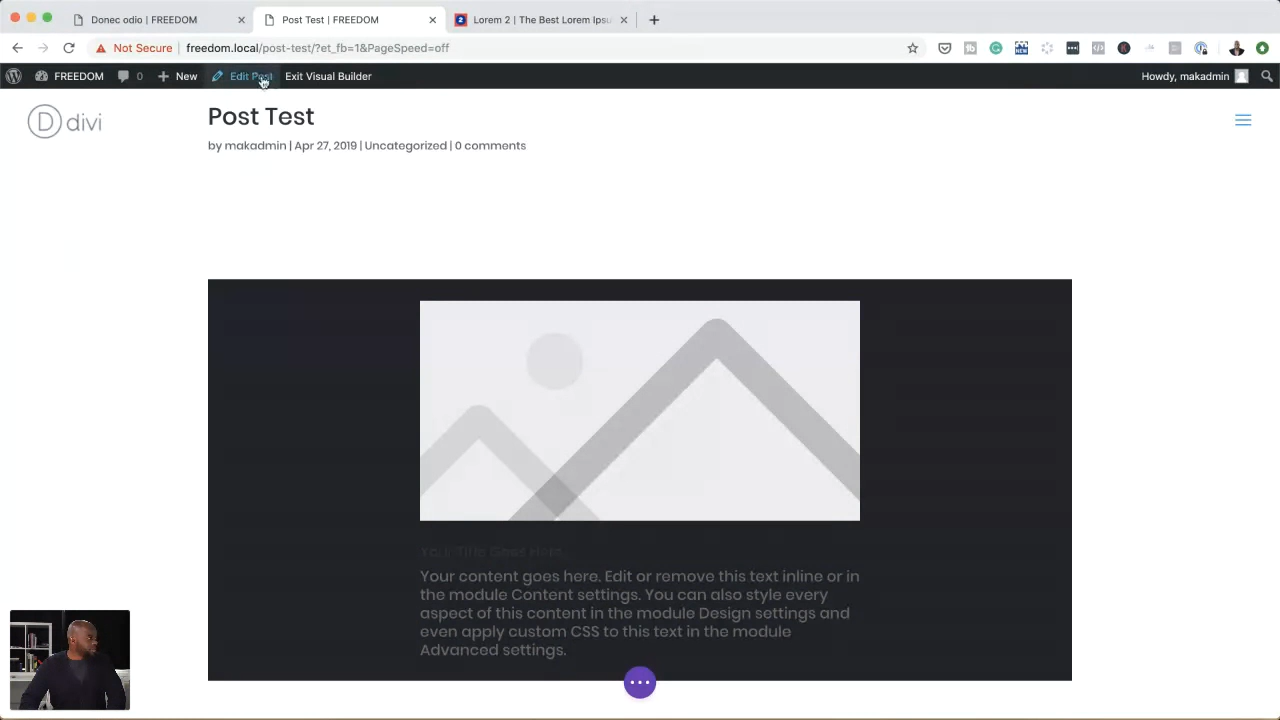 Donec odio | FREEDOM
Post Test | FREEDOM
Lorem 2 | The Best Lorem Ipsu
Not Secure
freedom.local/post-test/?et_fb=1&PageSpeed=off
FREEDOM
0
New
Edit Post
Exit Visual Builder
Howdy, makadmin
D divi
Post Test
by makadmin | Apr 27, 2019 | Uncategorized | 0 comments
Your Title Goes Here
Your content goes here. Edit or remove this text inline or in
the module Content settings. You can also style every
aspect of this content in the module Design settings and
even apply custom CSS to this text in the module
Advanced settings.